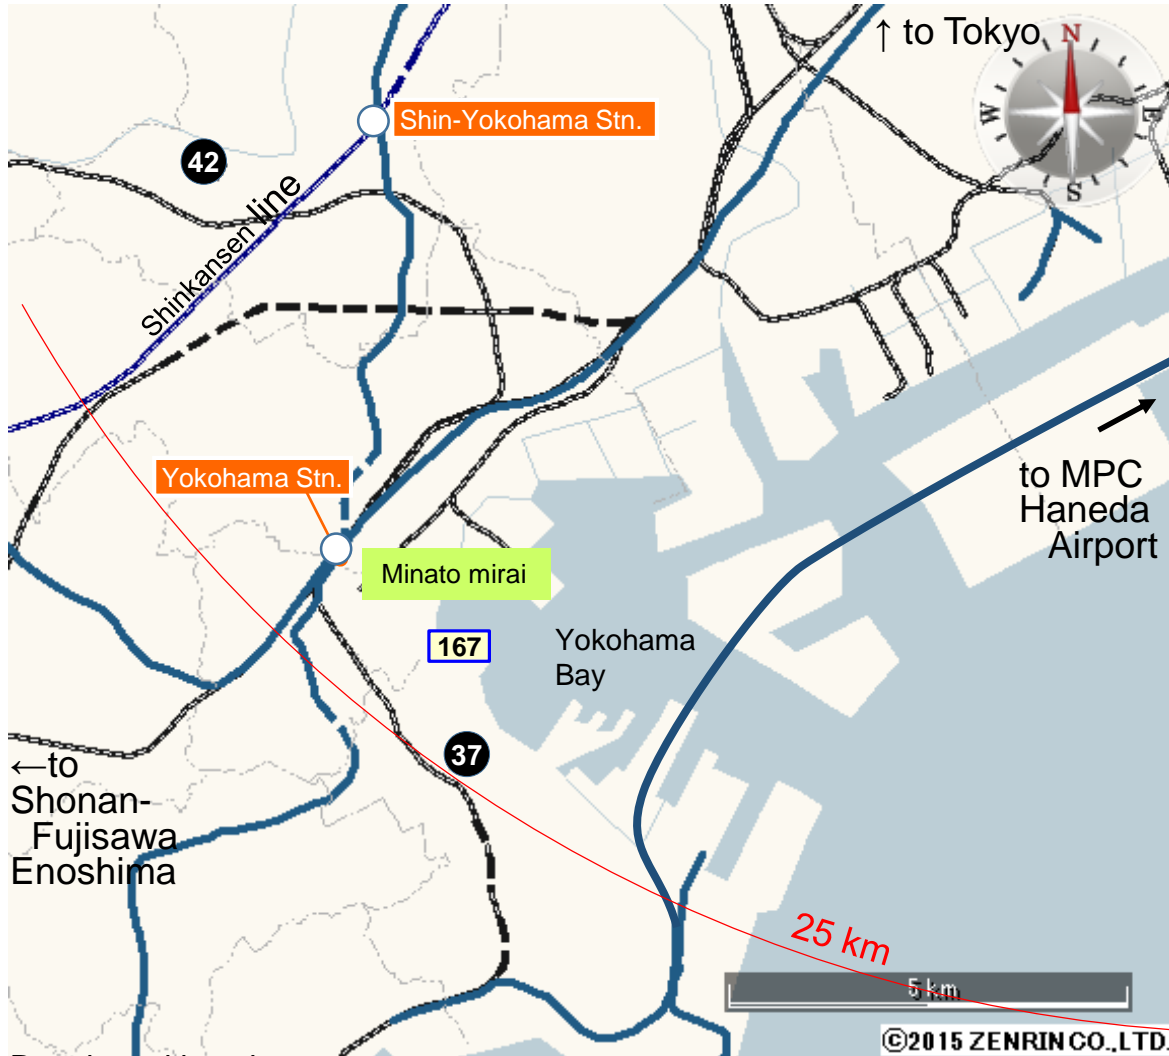 ↑ to Tokyo
N
W
E
S
Shin-Yokohama Stn.
42
Shinkansen line
Yokohama Stn.
to MPC
Haneda
Airport
Minato mirai
167
Yokohama
Bay
37
←to
Shonan-
Fujisawa
Enoshima
25 km
5 km
©2015 ZENRIN CO.,LTD.